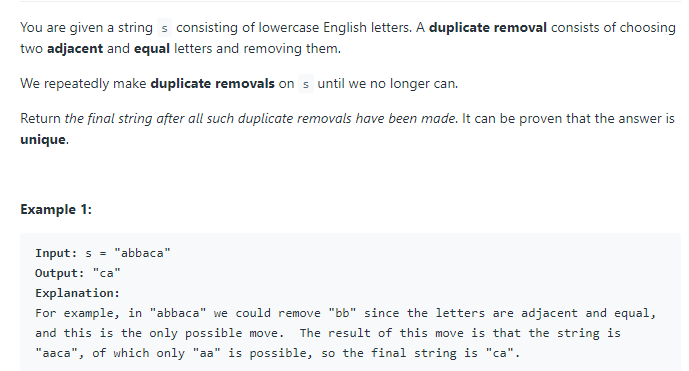 You are given a string s consisting of lowercase English letters. A duplicate removal consists of choosing
two adjacent and equal letters and removing them.
We repeatedly make duplicate removals on s until we no longer can.
Return the final string after all such duplicate removals have been made. It can be proven that the answer is
unique.
Example 1:
Input: s = "abbaca"
Output: "ca"
Explanation:
For example, in "abbaca" we could remove "bb" since the letters are adjacent and equal,
and this is the only possible move.  The result of this move is that the string is
"aaca", of which only "aa" is possible, so the final string is "ca".